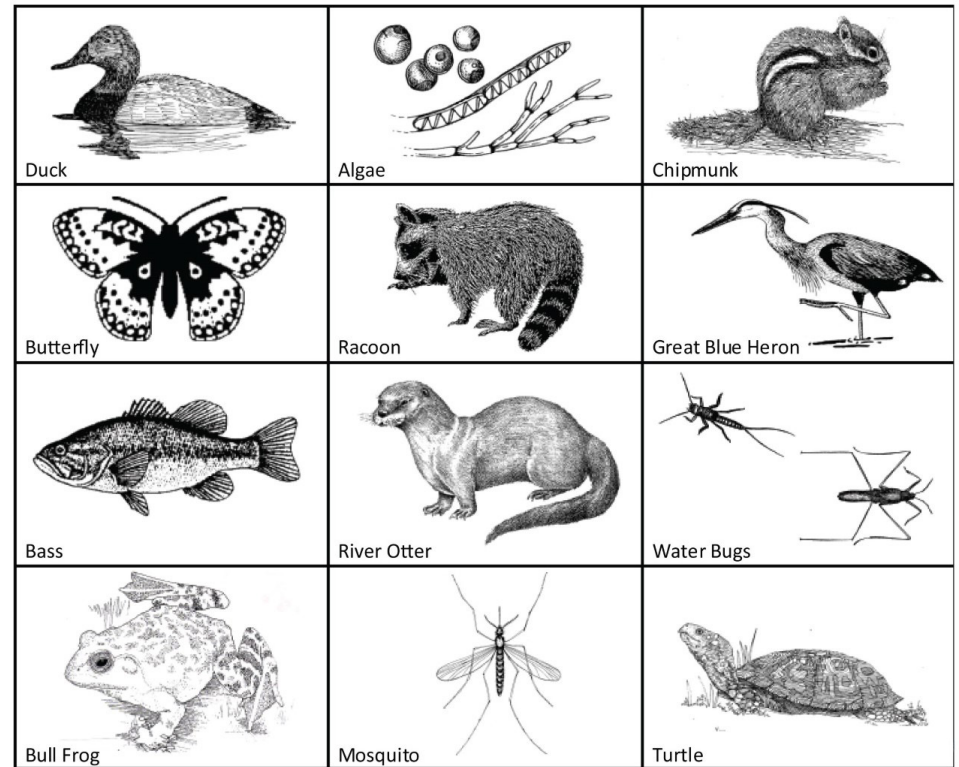 Duck
Algae
Chipmunk
Butterfly
Racoon
Great Blue Heron
Bass
River Otter
Water Bugs
Bull Frog
Mosquito
Turtle